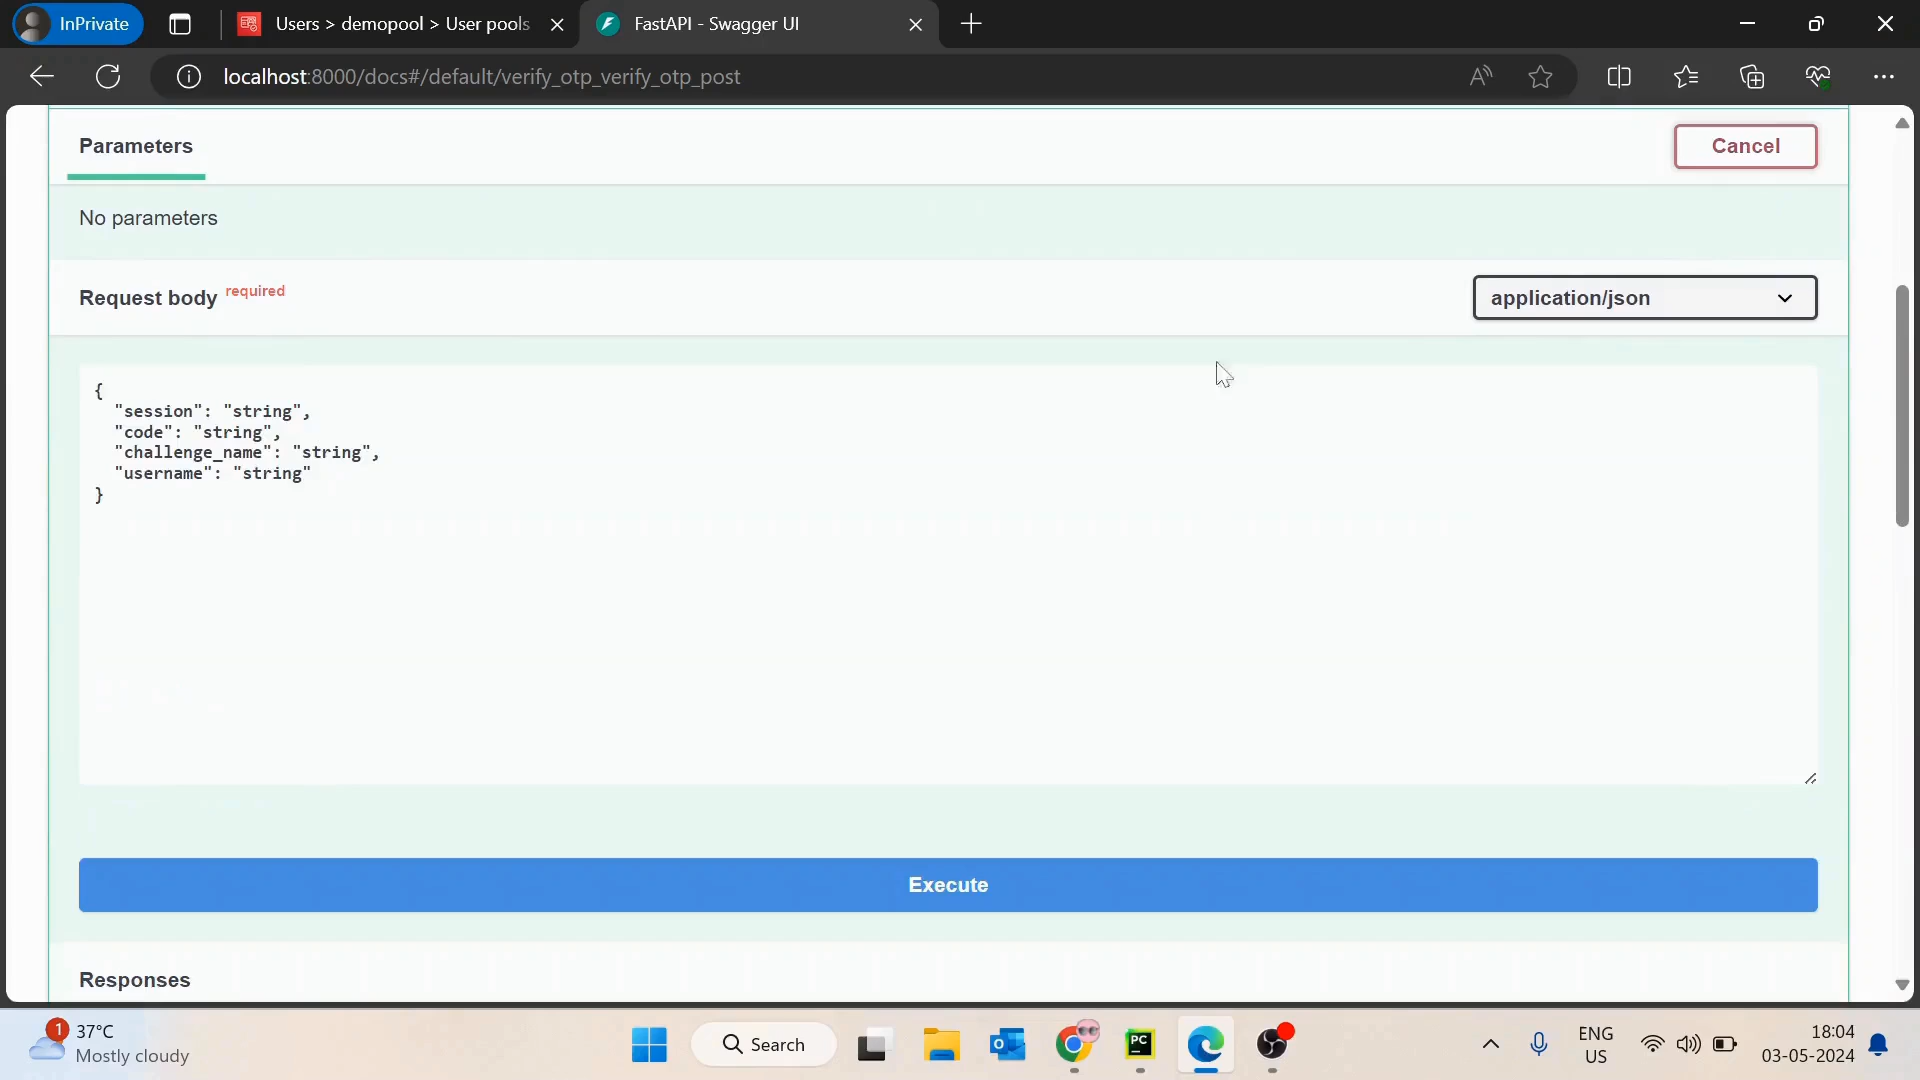 InPrivate
Users > demopool > User pools
FastAPI - Swagger UI
localhost:8000/docs#/default/verify_otp_verify_otp_post
Parameters
Cancel
No parameters
Request body required
application/json
{
"session": "string",
"code": "string",
"challenge_name": "string",
"username": "string"
}
Execute
Responses
1
37°C
Mostly cloudy
Search
PC
ENG
US
18:04
03-05-2024